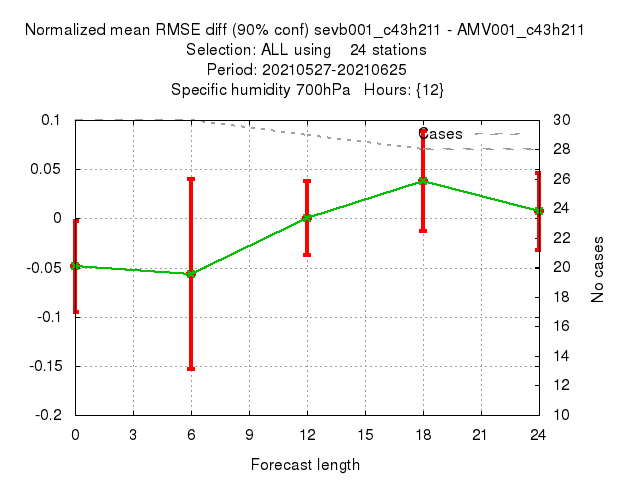 Normalized mean RMSE diff (90% conf) sevb001_c43h211 - AMV001_c43h211
Selection: ALL using    24 stations
Period: 20210527-20210625
Specific humidity 700hPa   Hours: {12}
Cases
0.1
0.05
0
-0.05
-0.1
-0.15
-0.2
30
28
26
24
22
20
18
16
14
12
10
No cases
0 3 6 9 12 15 18 21 24
Forecast length